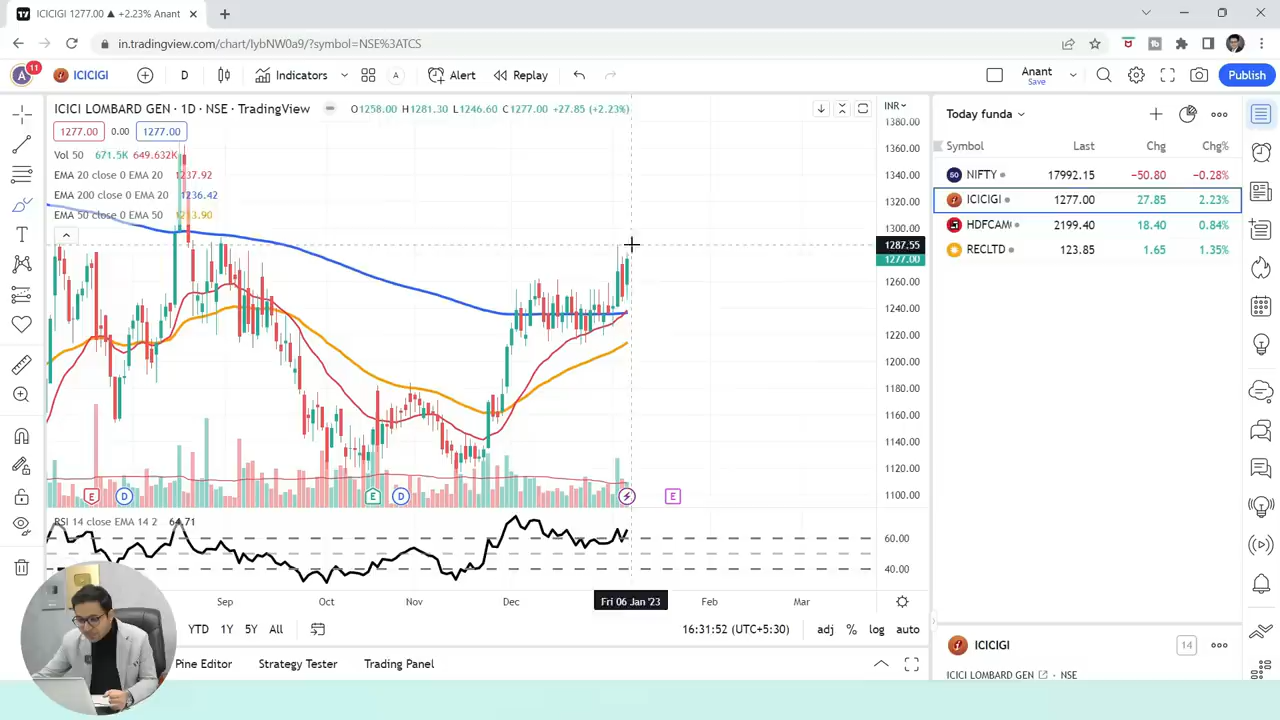 ICICIGI 1277.00 ▲ +2.23% Anant
in.tradingview.com/chart/IybNW0a9/?symbol=NSE%3ATCS
A 11 ICICIGI D Indicators A Alert Replay Anant Save Publish
ICICI LOMBARD GEN · 1D · NSE · TradingView O1258.00 H1281.30 L1246.60 C1277.00 +27.85 (+2.23%)
1277.00 0.00 1277.00
Vol 50 671.5K 649.632K
EMA 20 close 0 EMA 20 1237.92
EMA 200 close 0 EMA 20 1236.42
EMA 50 close 0 EMA 50
INR
1380.00
1360.00
1340.00
1320.00
1300.00
1287.55
1277.00
1260.00
1240.00
1220.00
1200.00
1180.00
1160.00
1140.00
1120.00
1100.00
E D E D E
RSI 14 close EMA 14 2 64.71
60.00
40.00
Sep Oct Nov Dec Fri 06 Jan '23 Feb Mar
YTD 1Y 5Y All 16:31:52 (UTC+5:30) adj % log auto
Pine Editor Strategy Tester Trading Panel
Today funda
Symbol Last Chg Chg%
50 NIFTY 17992.15 −50.80 −0.28%
ICICIGI 1277.00 27.85 2.23%
HDFCAM 2199.40 18.40 0.84%
RECLTD 123.85 1.65 1.35%
ICICIGI 14
ICICI LOMBARD GEN · NSE